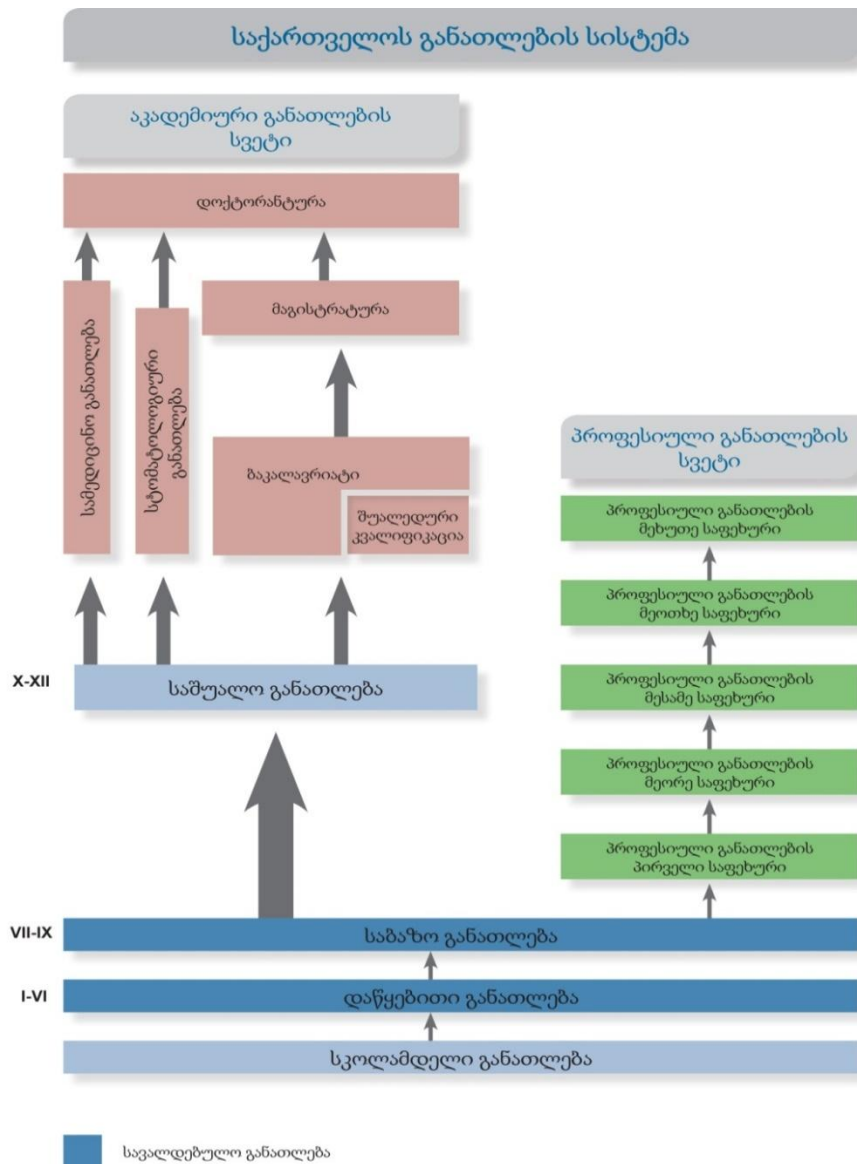 საქართველოს განათლების სისტემა
აკადემიური განათლების
სვეტი
დოქტორანტურა
სამედიცინო განათლება
სტომატოლოგიური
განათლება
მაგისტრატურა
ბაკალავრიატი
შუალედური
კვალიფიკაცია
პროფესიული განათლების
სვეტი
პროფესიული განათლების
მეხუთე საფეხური
პროფესიული განათლების
მეოთხე საფეხური
პროფესიული განათლების
მესამე საფეხური
პროფესიული განათლების
მეორე საფეხური
პროფესიული განათლების
პირველი საფეხური
X-XII
საშუალო განათლება
VII-IX
საბაზო განათლება
I-VI
დაწყებითი განათლება
სკოლამდელი განათლება
სავალდებულო განათლება